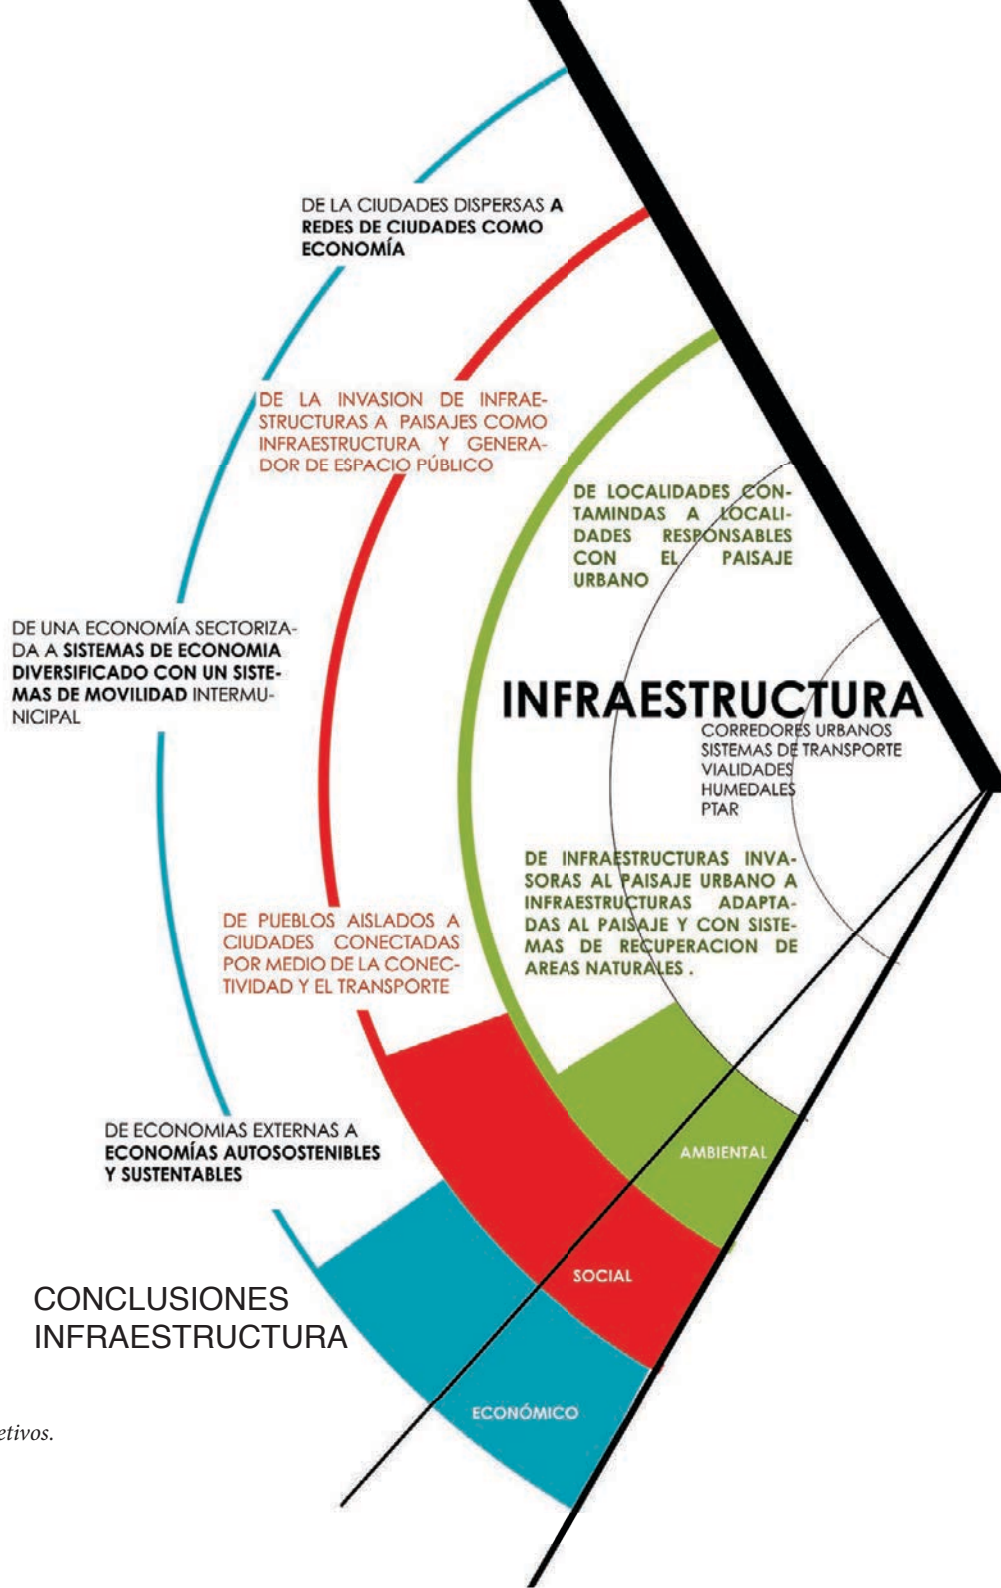 DE LA CIUDADES DISPERSAS A
REDES DE CIUDADES COMO
ECONOMÍA
DE LA INVASION DE INFRAE-
STRUCTURAS A PAISAJES COMO
INFRAESTRUCTURA Y GENERA-
DOR DE ESPACIO PÚBLICO
DE LOCALIDADES CON-
TAMINDAS A LOCALI-
DADES RESPONSABLES
CON EL PAISAJE
URBANO
DE UNA ECONOMÍA SECTORIZA-
DA A SISTEMAS DE ECONOMIA
DIVERSIFICADO CON UN SISTE-
MAS DE MOVILIDAD INTERMU-
NICIPAL
INFRAESTRUCTURA
CORREDORES URBANOS
SISTEMAS DE TRANSPORTE
VIALIDADES
HUMEDALES
PTAR
DE INFRAESTRUCTURAS INVA-
SORAS AL PAISAJE URBANO A
INFRAESTRUCTURAS ADAPTA-
DAS AL PAISAJE Y CON SISTE-
MAS DE RECUPERACION DE
AREAS NATURALES .
DE PUEBLOS AISLADOS A
CIUDADES CONECTADAS
POR MEDIO DE LA CONEC-
TIVIDAD Y EL TRANSPORTE
DE ECONOMIAS EXTERNAS A
ECONOMÍAS AUTOSOSTENIBLES
Y SUSTENTABLES
AMBIENTAL
SOCIAL
ECONÓMICO
CONCLUSIONES
INFRAESTRUCTURA
etivos.